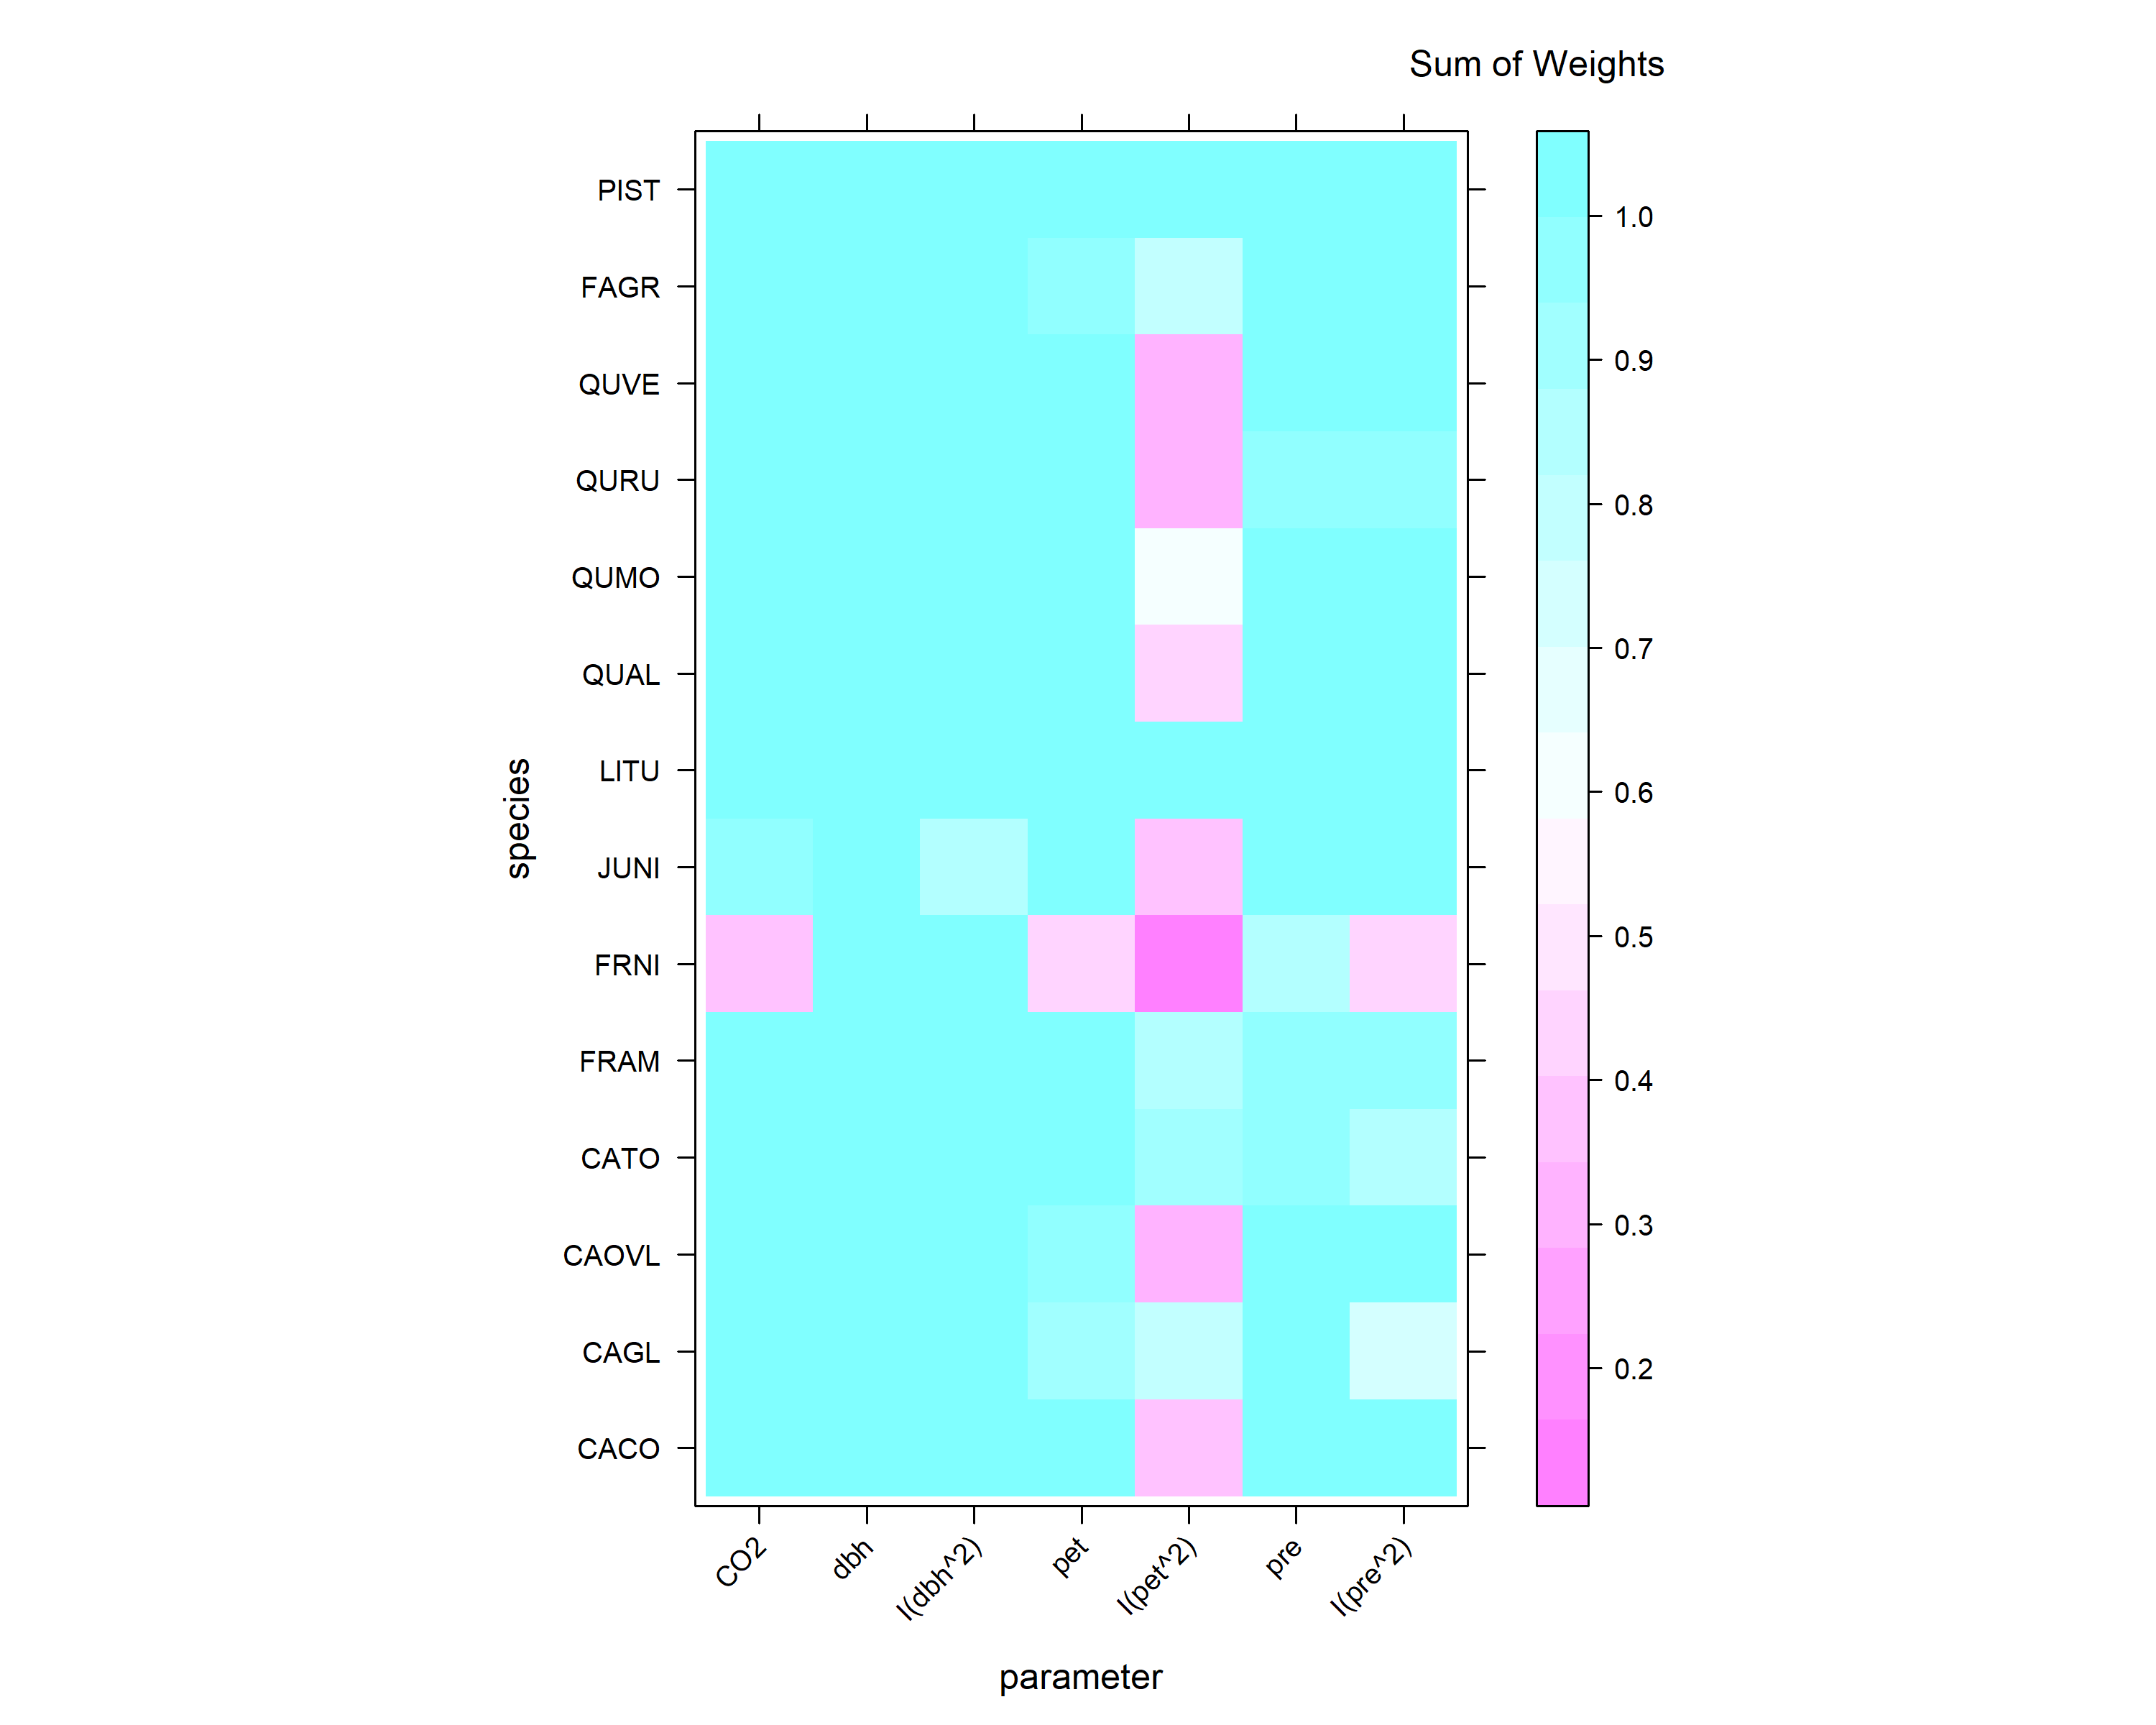 Sum of Weights
PIST
FAGR
QUVE
QURU
QUMO
QUAL
LITU
JUNI
FRNI
FRAM
CATO
CAOVL
CAGL
CACO
species
1.0
0.9
0.8
0.7
0.6
0.5
0.4
0.3
0.2
CO2
dbh
I(dbh^2)
pet
I(pet^2)
pre
I(pre^2)
parameter